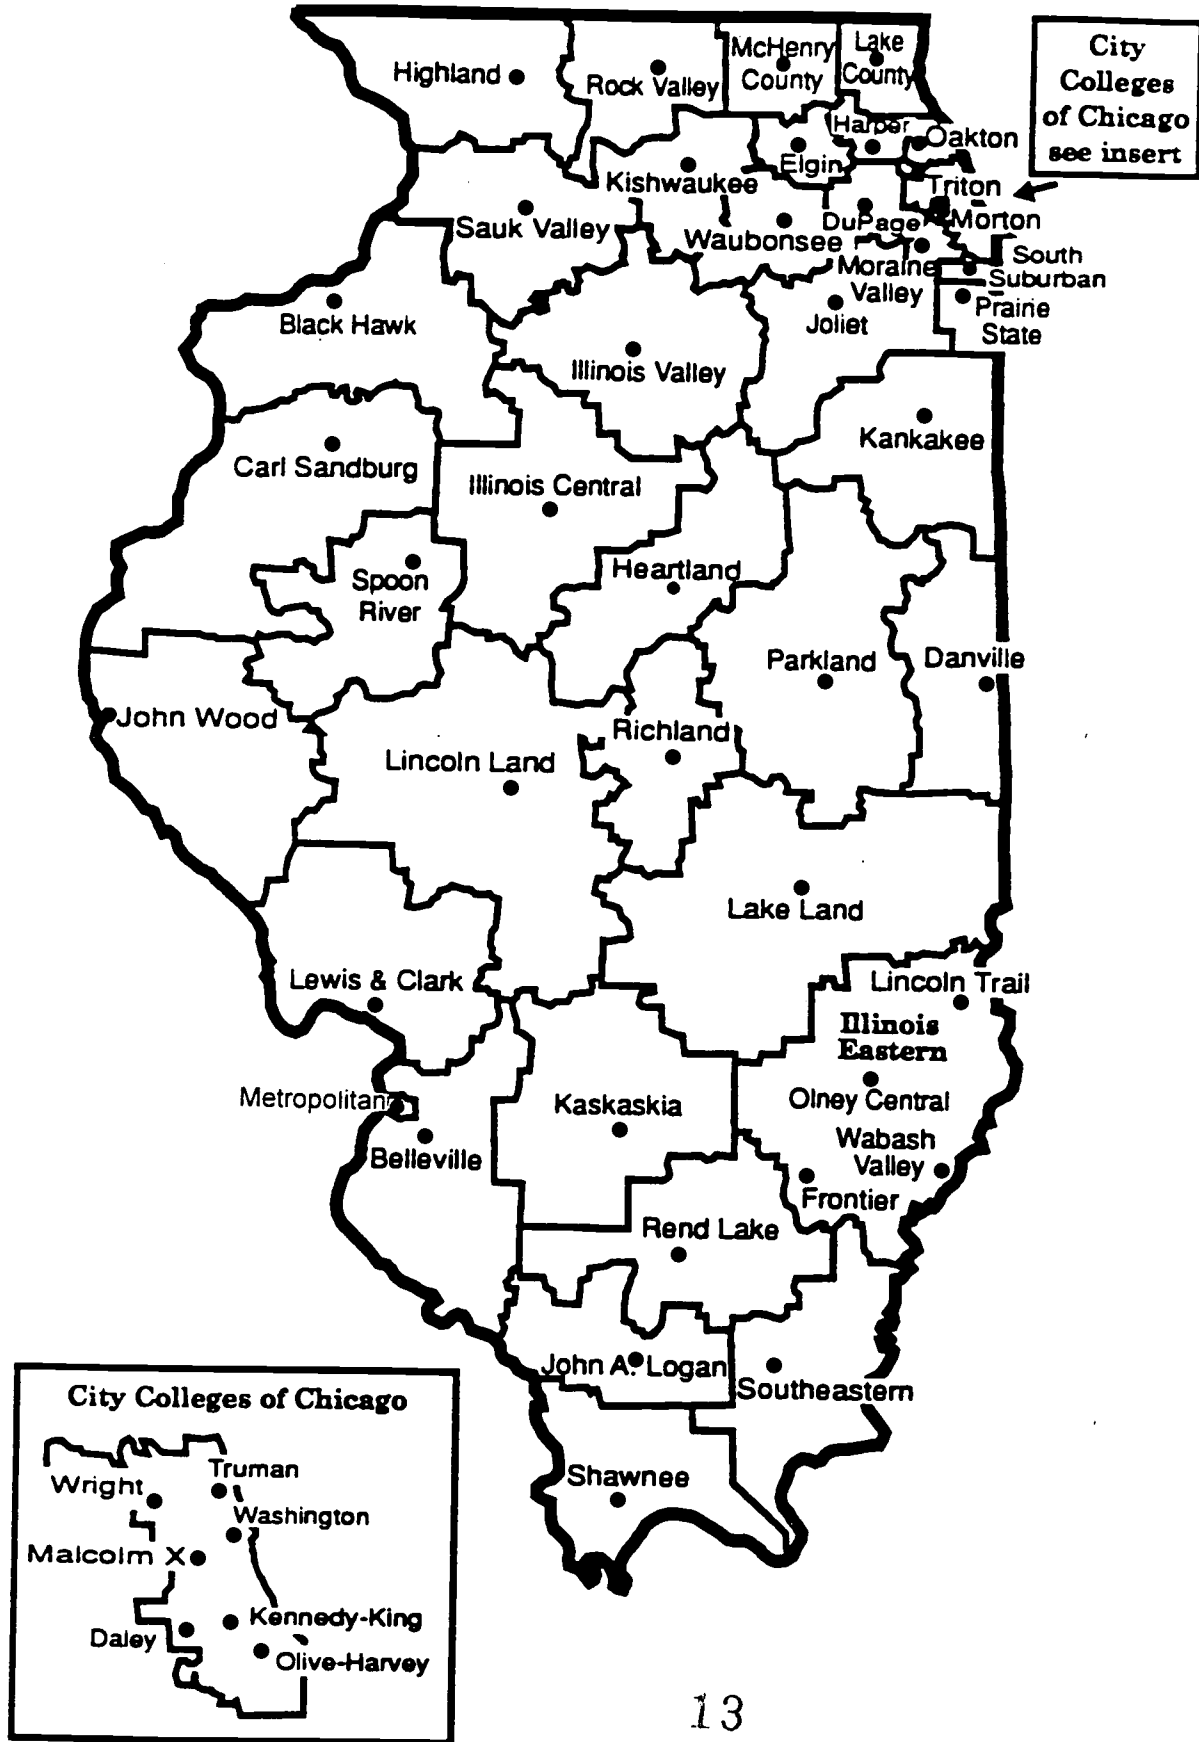 Highland
Rock Valley
McHenry
County
Lake
County
City
Colleges
of Chicago
see insert
Harper
Oakton
Elgin
Kishwaukee
Triton
Sauk Valley
Waubonsee
DuPage
Morton
Moraine
Valley
South
Suburban
Prairie
State
Black Hawk
Joliet
Illinois Valley
Kankakee
Carl Sandburg
Illinois Central
Spoon
River
Heartland
Parkland
Danville
John Wood
Richland
Lincoln Land
Lake Land
Lewis & Clark
Lincoln Trail
Illinois
Eastern
Metropolitan
Kaskaskia
Olney Central
Belleville
Wabash
Valley
Frontier
Rend Lake
John A. Logan
Southeastern
Shawnee
City Colleges of Chicago
Wright
Truman
Washington
Malcolm X
Kennedy-King
Daley
Olive-Harvey
13